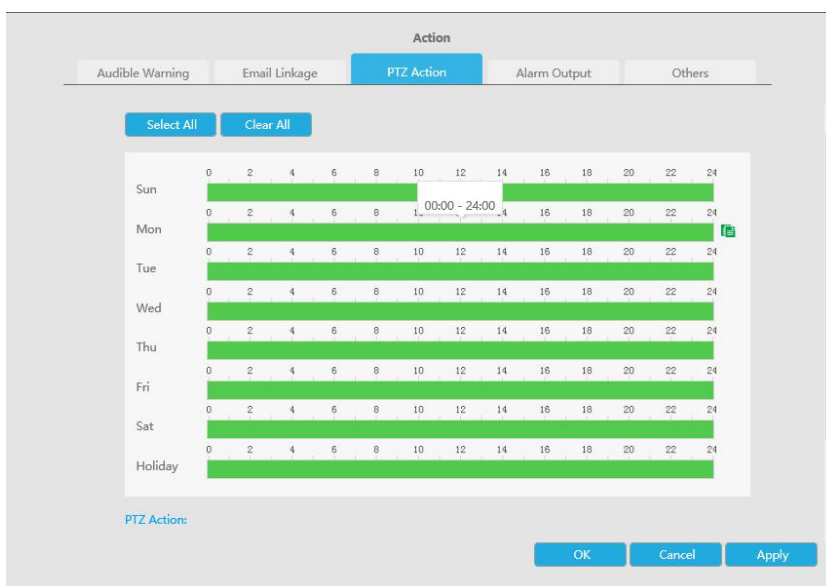 Action
Audible Warning Email Linkage PTZ Action Alarm Output Others
Select All Clear All
0 2 4 6 8 10 12 14 16 18 20 22 24
Sun
00:00 - 24:00
0 2 4 6 8 14 16 18 20 22 24
Mon
0 2 4 6 8 10 12 14 16 18 20 22 24
Tue
0 2 4 6 8 10 12 14 16 18 20 22 24
Wed
0 2 4 6 8 10 12 14 16 18 20 22 24
Thu
0 2 4 6 8 10 12 14 16 18 20 22 24
Fri
0 2 4 6 8 10 12 14 16 18 20 22 24
Sat
0 2 4 6 8 10 12 14 16 18 20 22 24
Holiday
PTZ Action:
OK Cancel Apply